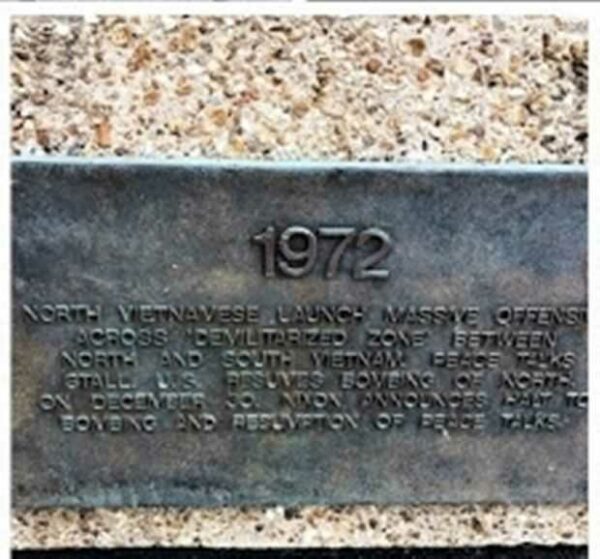 1972
NORTH VIETNAMESE LAUNCH MASSIVE OFFENSI
ACROSS "DEMILITARIZED ZONE" BETWEEN
NORTH AND SOUTH VIETNAM. PEACE TALKS
STALL. U.S. RESUMES BOMBING OF NORTH.
ON DECEMBER 30, NIXON ANNOUNCES HALT TO
BOMBING AND RESUMPTION OF PEACE TALKS.